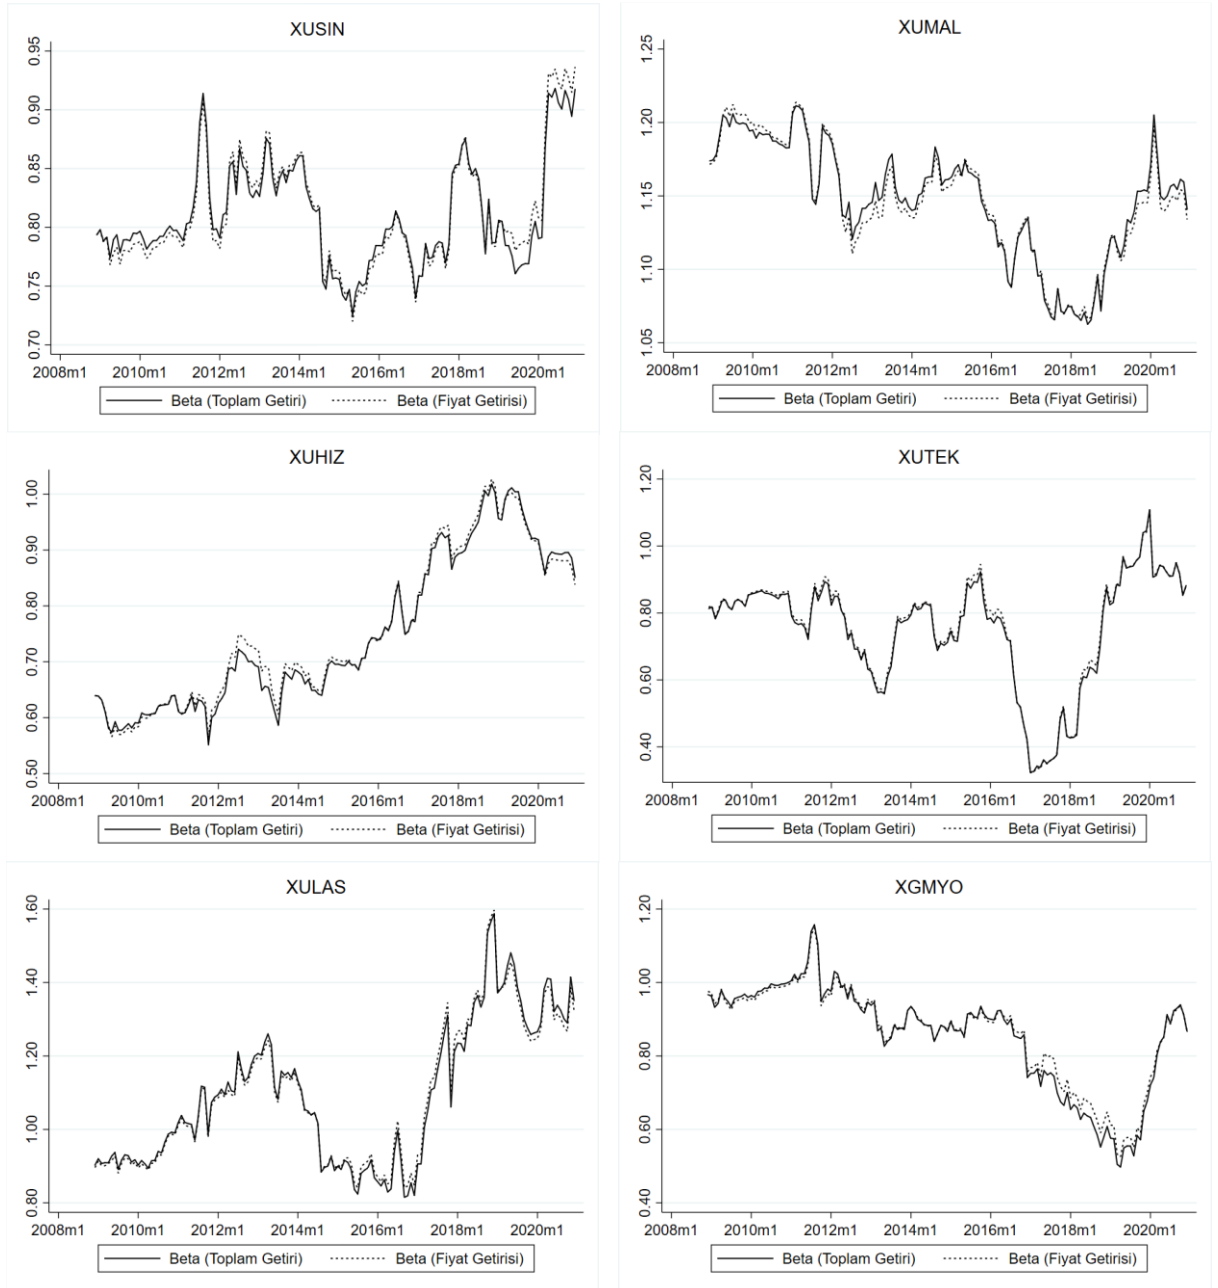 XUSIN
0.95
0.90
0.85
0.80
0.75
0.70
2008m1 2010m1 2012m1 2014m1 2016m1 2018m1 2020m1
Beta (Toplam Getiri) Beta (Fiyat Getirisi)
XUMAL
1.25
1.20
1.15
1.10
1.05
2008m1 2010m1 2012m1 2014m1 2016m1 2018m1 2020m1
Beta (Toplam Getiri) Beta (Fiyat Getirisi)
XUHIZ
1.00
0.90
0.80
0.70
0.60
0.50
2008m1 2010m1 2012m1 2014m1 2016m1 2018m1 2020m1
Beta (Toplam Getiri) Beta (Fiyat Getirisi)
XUTEK
1.20
1.00
0.80
0.60
0.40
2008m1 2010m1 2012m1 2014m1 2016m1 2018m1 2020m1
Beta (Toplam Getiri) Beta (Fiyat Getirisi)
XULAS
1.60
1.40
1.20
1.00
0.80
2008m1 2010m1 2012m1 2014m1 2016m1 2018m1 2020m1
Beta (Toplam Getiri) Beta (Fiyat Getirisi)
XGMYO
1.20
1.00
0.80
0.60
0.40
2008m1 2010m1 2012m1 2014m1 2016m1 2018m1 2020m1
Beta (Toplam Getiri) Beta (Fiyat Getirisi)